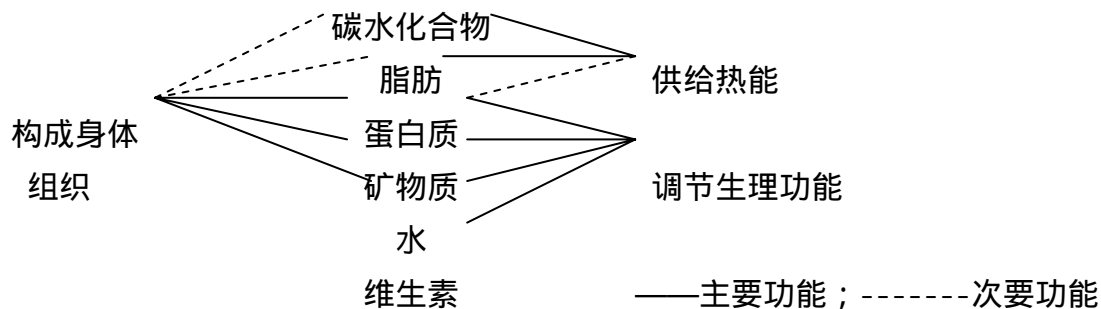 碳水化合物
脂肪 供给热能
构成身体 蛋白质
组织 矿物质 调节生理功能
水
维生素 ——主要功能；-------次要功能